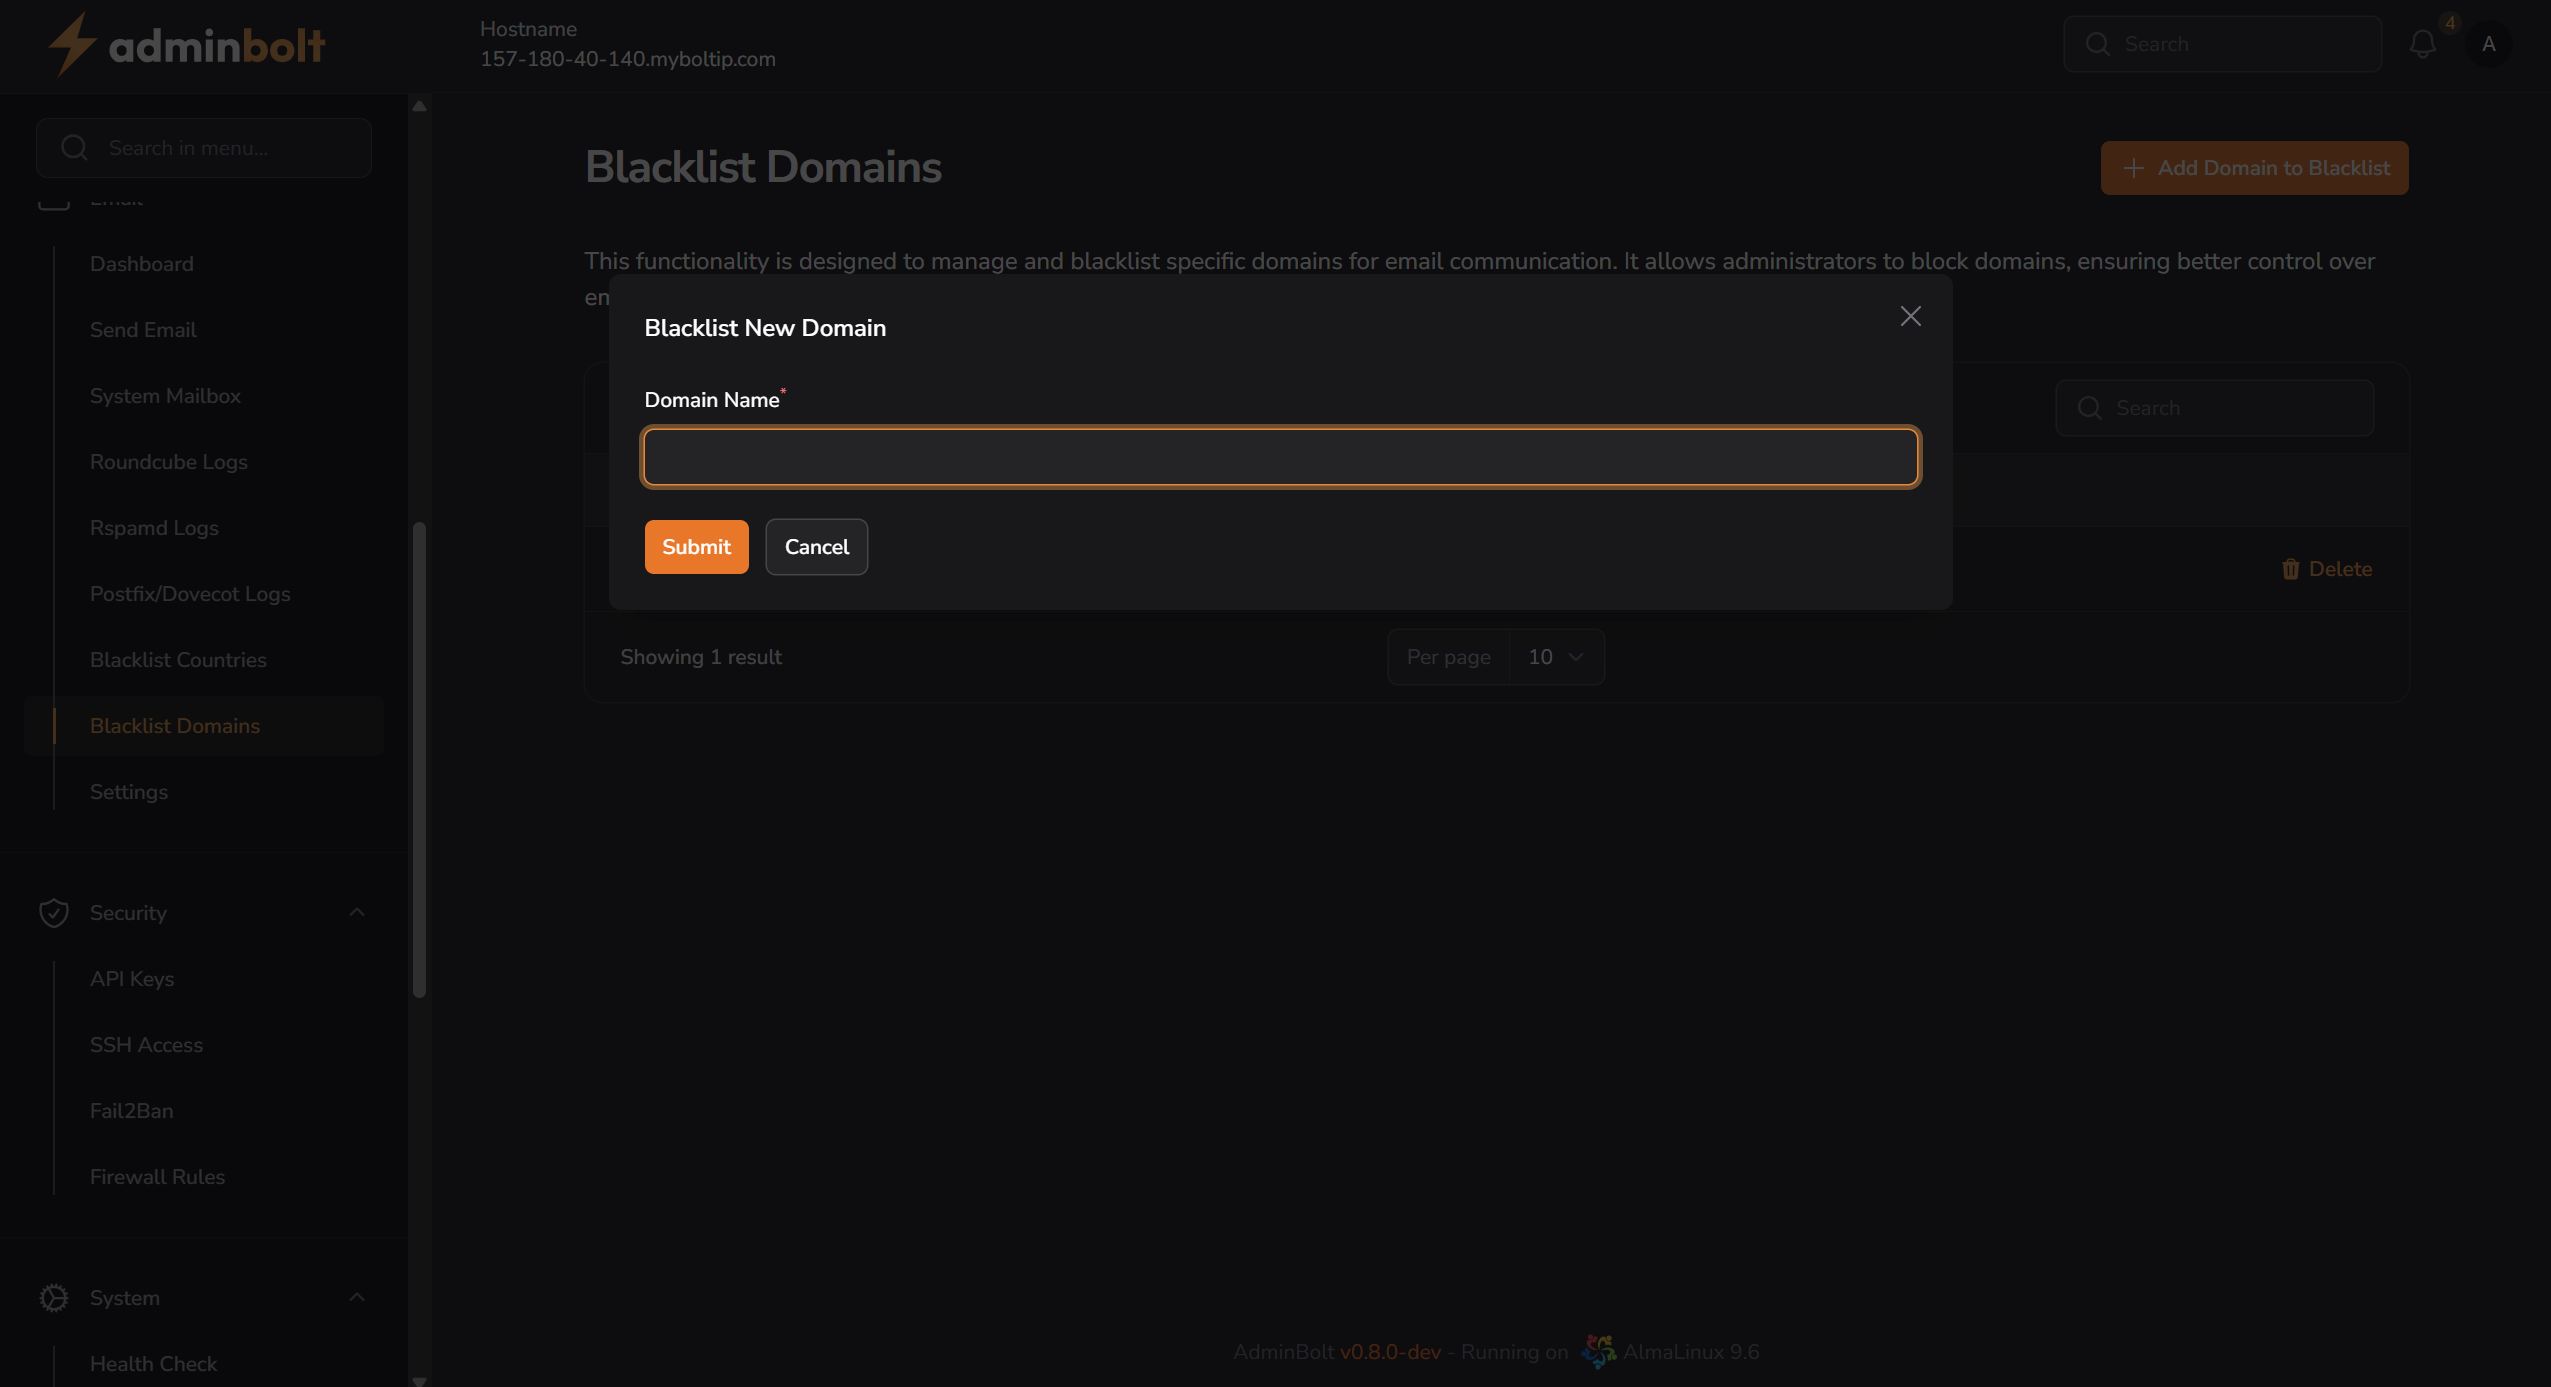 adminbolt
Hostname
157-180-40-140.myboltip.com
Search
4
A
Search in menu...
Email
Dashboard
Send Email
System Mailbox
Roundcube Logs
Rspamd Logs
Postfix/Dovecot Logs
Blacklist Countries
Blacklist Domains
Settings
Security
API Keys
SSH Access
Fail2Ban
Firewall Rules
System
Health Check
Blacklist Domains
Add Domain to Blacklist
This functionality is designed to manage and blacklist specific domains for email communication. It allows administrators to block domains, ensuring better control over
Blacklist New Domain
Domain Name*
Submit
Cancel
Search
Delete
Showing 1 result
Per page
10
AdminBolt v0.8.0-dev - Running on AlmaLinux 9.6